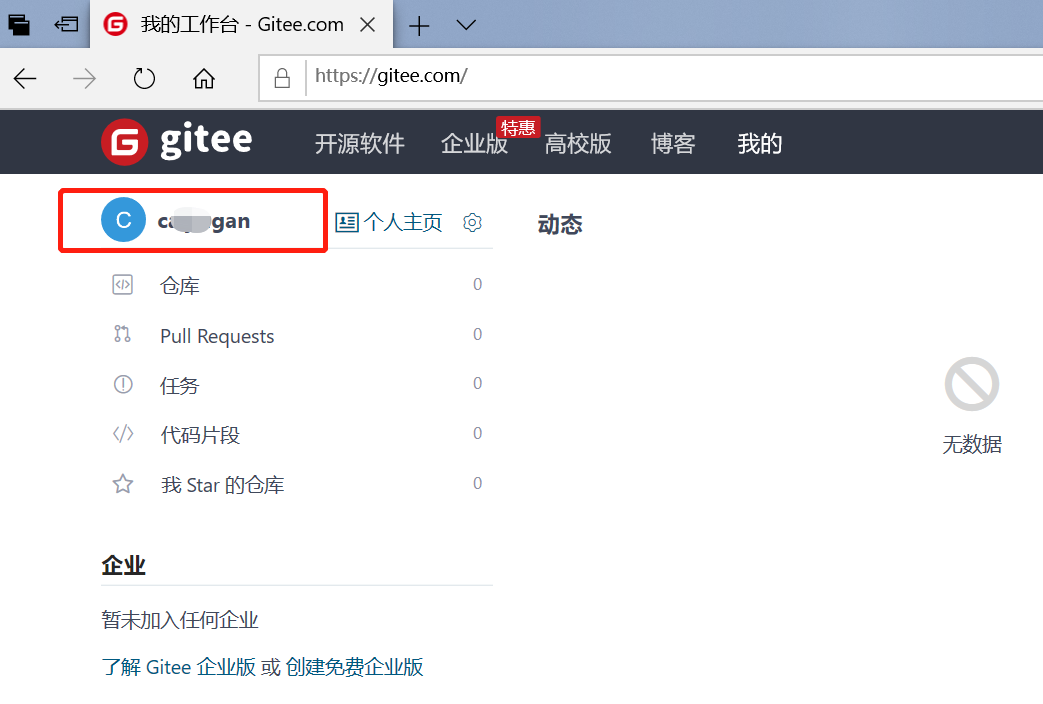 我的工作台 - Gitee.com
https://gitee.com/
gitee 开源软件 企业版 特惠 高校版 博客 我的
C 个人主页 动态
仓库 0
Pull Requests 0
任务 0
代码片段 0
我 Star 的仓库 0
无数据
企业
暂未加入任何企业
了解 Gitee 企业版 或 创建免费企业版